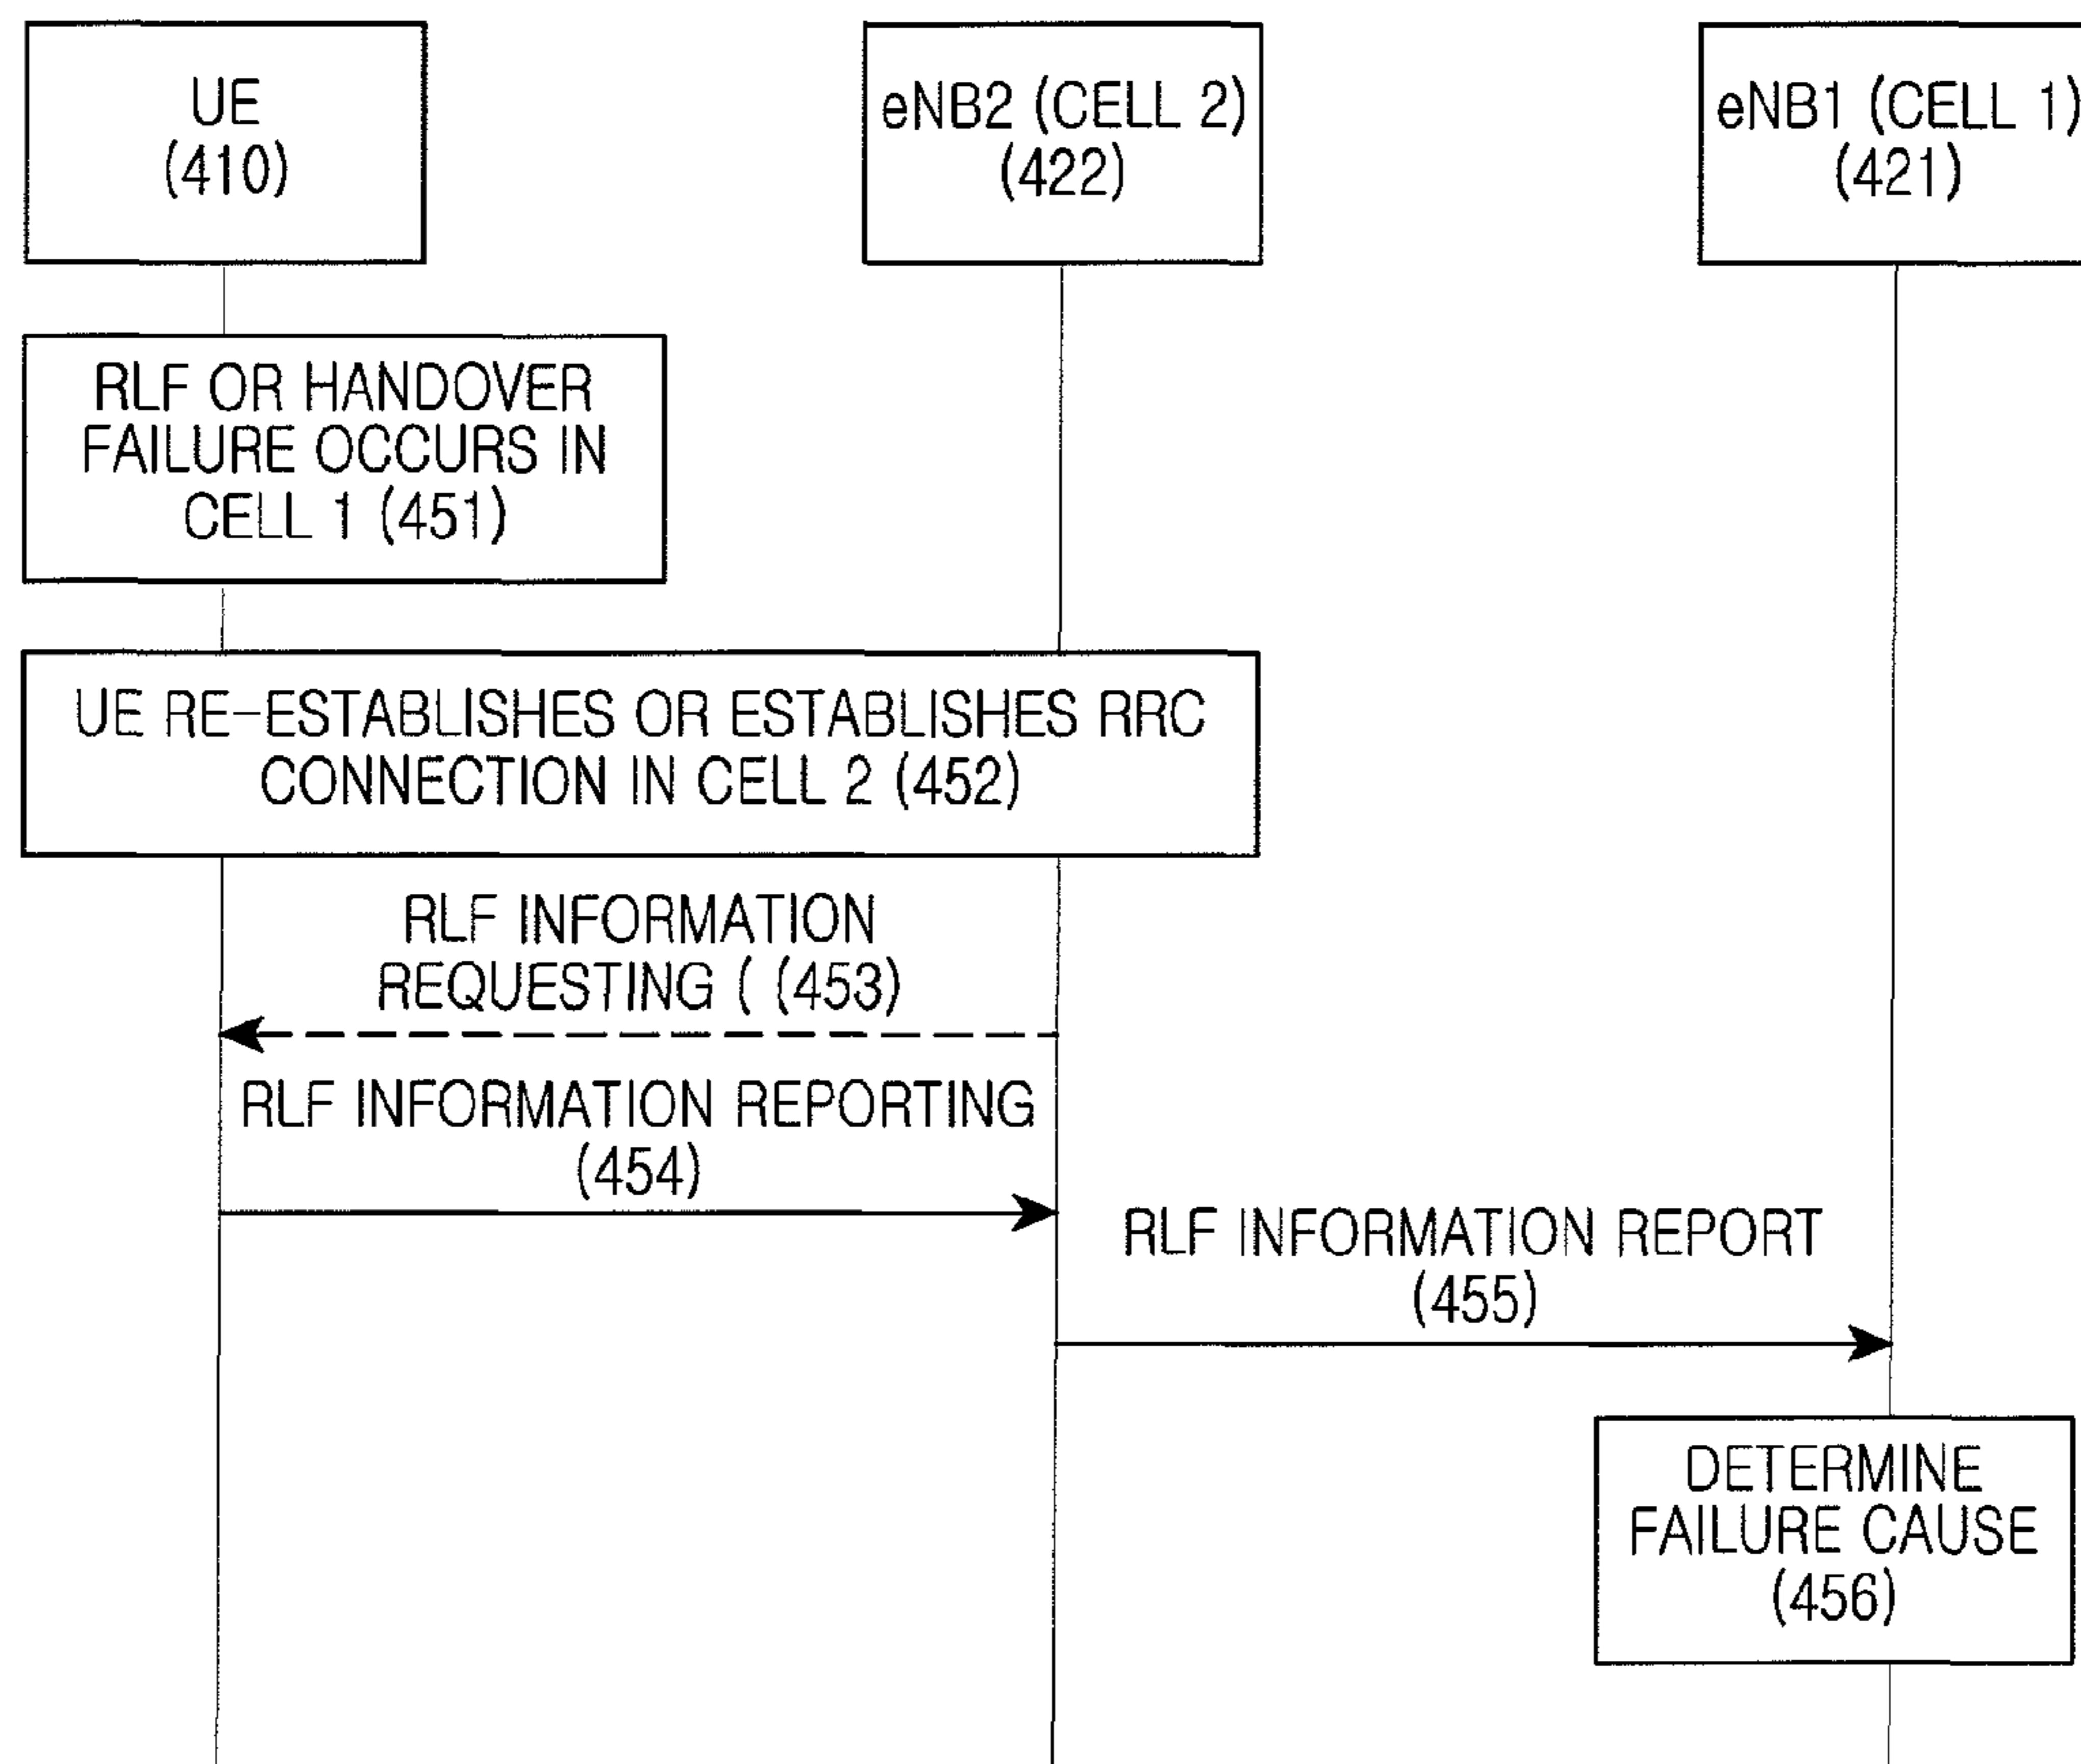 UE
(410)
eNB2 (CELL 2)
(422)
eNB1 (CELL 1)
(421)
RLF OR HANDOVER
FAILURE OCCURS IN
CELL 1 (451)
UE RE-ESTABLISHES OR ESTABLISHES RRC
CONNECTION IN CELL 2 (452)
RLF INFORMATION
REQUESTING ( (453)
RLF INFORMATION REPORTING
(454)
RLF INFORMATION REPORT
(455)
DETERMINE
FAILURE CAUSE
(456)